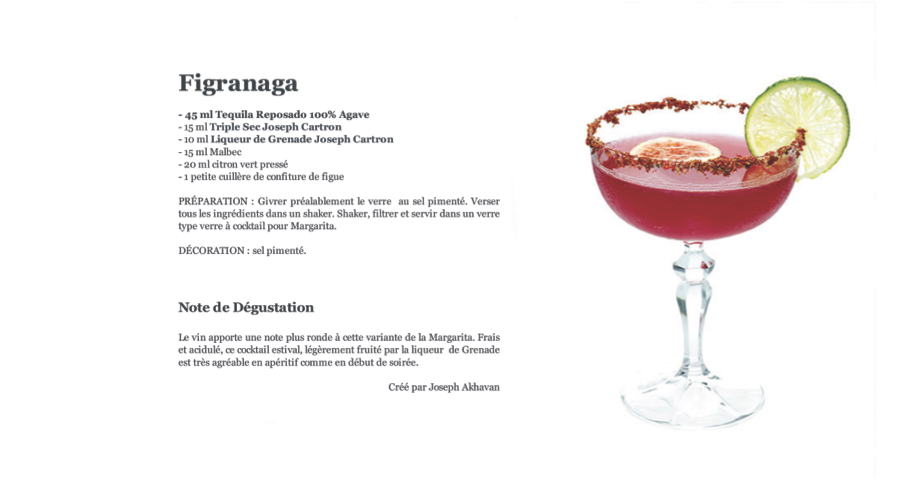 Figranaga
- 45 ml Tequila Reposado 100% Agave
- 15 ml Triple Sec Joseph Cartron
- 10 ml Liqueur de Grenade Joseph Cartron
- 15 ml Malbec
- 20 ml citron vert pressé
- 1 petite cuillère de confiture de figue
PRÉPARATION : Givrer préalablement le verre au sel pimenté. Verser
tous les ingrédients dans un shaker. Shaker, filtrer et servir dans un verre
type verre à cocktail pour Margarita.
DÉCORATION : sel pimenté.
Note de Dégustation
Le vin apporte une note plus ronde à cette variante de la Margarita. Frais
et acidulé, ce cocktail estival, légèrement fruité par la liqueur de Grenade
est très agréable en apéritif comme en début de soirée.
Créé par Joseph Akhavan